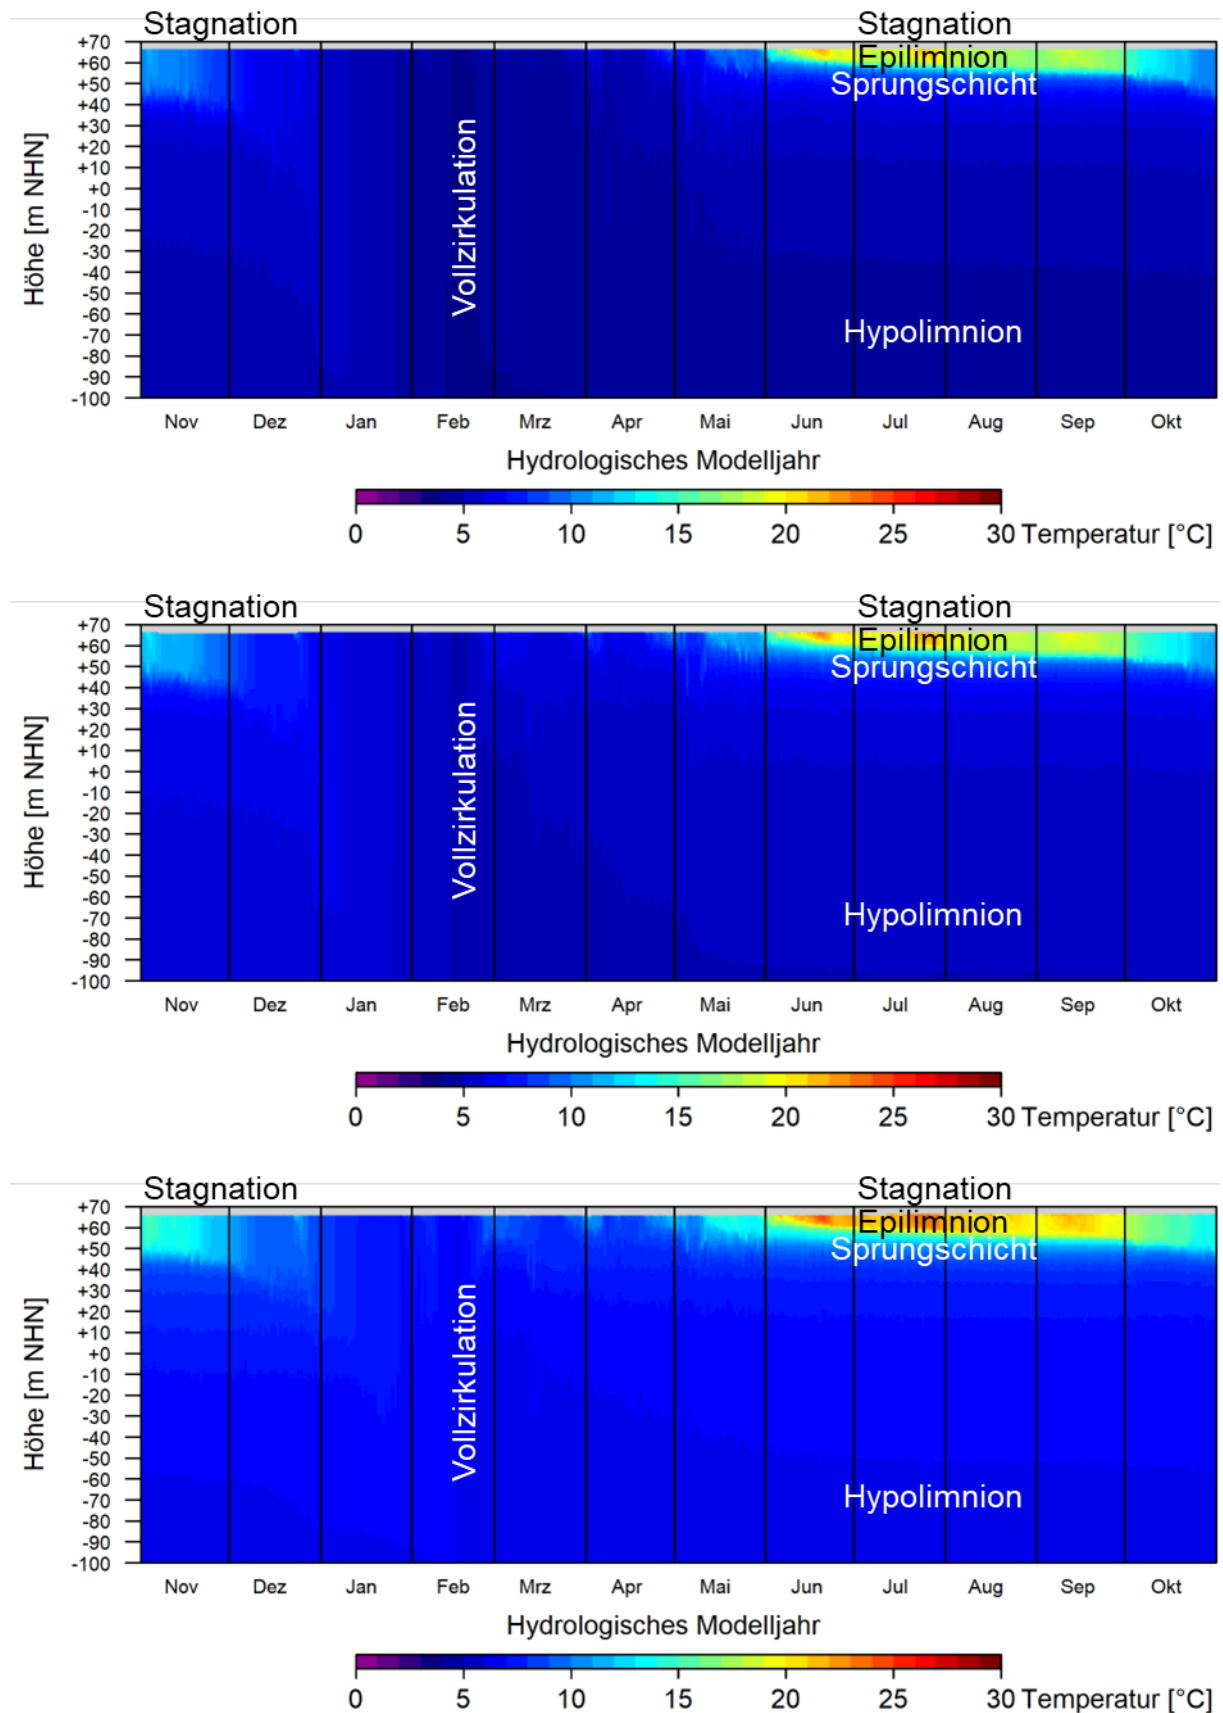 Stagnation Stagnation
+70
Epilimnion
+60
Sprungschicht
+50
+40
+30
+20
+10
+0
-10
-20
-30
-40
-50
-60
-70
-80
-90
-100
Höhe [m NHN]
Vollzirkulation
Hypolimnion
Nov Dez Jan Feb Mrz Apr Mai Jun Jul Aug Sep Okt
Hydrologisches Modelljahr
0 5 10 15 20 25 30 Temperatur [°C]
Stagnation Stagnation
+70
Epilimnion
+60
Sprungschicht
+50
+40
+30
+20
+10
+0
-10
-20
-30
-40
-50
-60
-70
-80
-90
-100
Höhe [m NHN]
Vollzirkulation
Hypolimnion
Nov Dez Jan Feb Mrz Apr Mai Jun Jul Aug Sep Okt
Hydrologisches Modelljahr
0 5 10 15 20 25 30 Temperatur [°C]
Stagnation Stagnation
+70
Epilimnion
+60
Sprungschicht
+50
+40
+30
+20
+10
+0
-10
-20
-30
-40
-50
-60
-70
-80
-90
-100
Höhe [m NHN]
Vollzirkulation
Hypolimnion
Nov Dez Jan Feb Mrz Apr Mai Jun Jul Aug Sep Okt
Hydrologisches Modelljahr
0 5 10 15 20 25 30 Temperatur [°C]